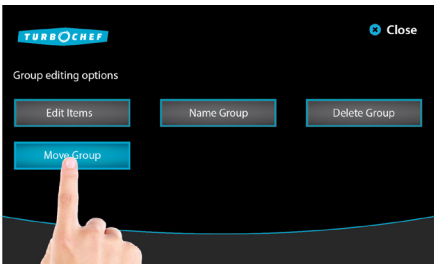 TURBOCHEF
Close
Group editing options
Edit Items
Name Group
Delete Group
Move Group